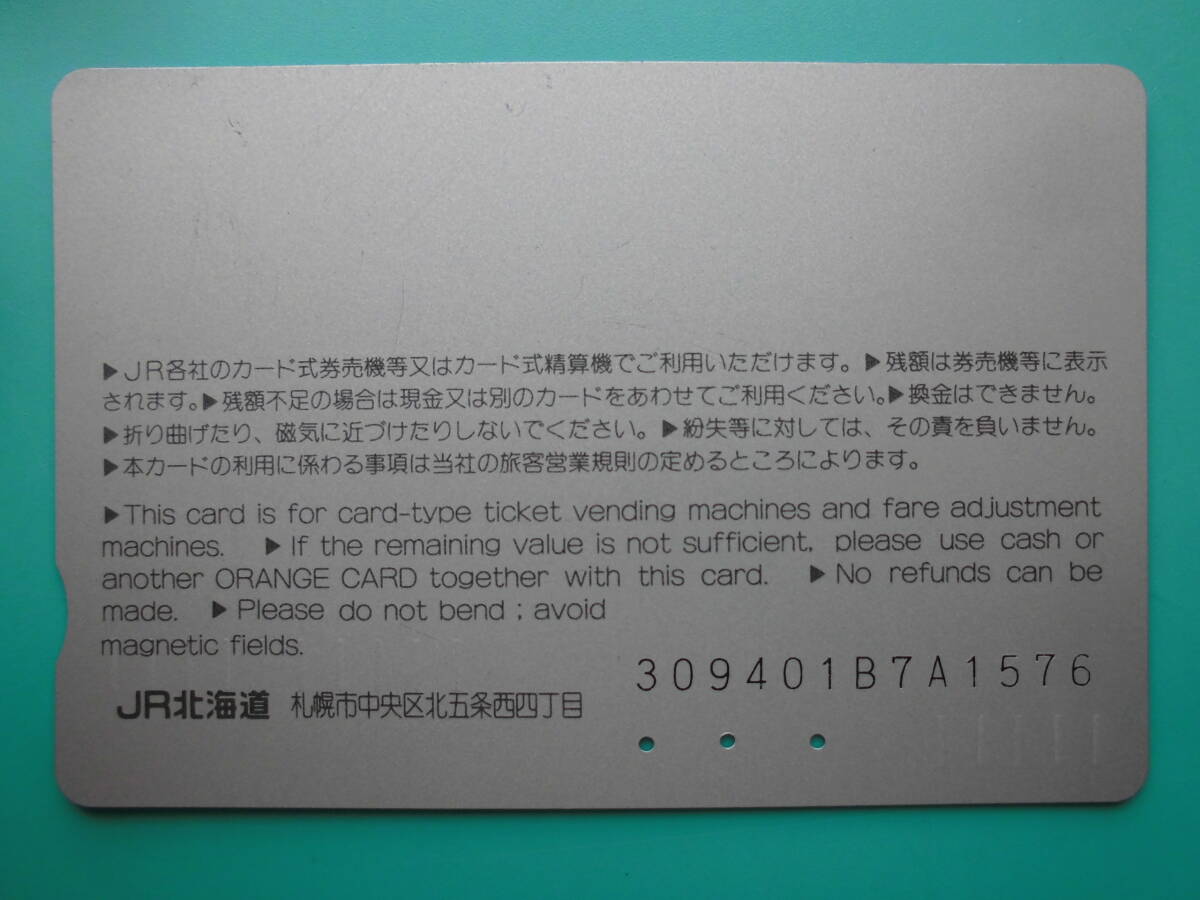 ▶JR各社のカード式券売機等又はカード式精算機でご利用いただけます。▶残額は券売機等に表示
されます。▶残額不足の場合は現金又は別のカードをあわせてご利用ください。▶換金はできません。
▶折り曲げたり、磁気に近づけたりしないでください。▶紛失等に対しては、その責を負いません。
▶本カードの利用に係わる事項は当社の旅客営業規則の定めるところによります。
▶This card is for card-type ticket vending machines and fare adjustment
machines. ▶If the remaining value is not sufficient, please use cash or
another ORANGE CARD together with this card. ▶No refunds can be
made. ▶Please do not bend ; avoid
magnetic fields.
309401B7A1576
JR北海道 札幌市中央区北五条西四丁目